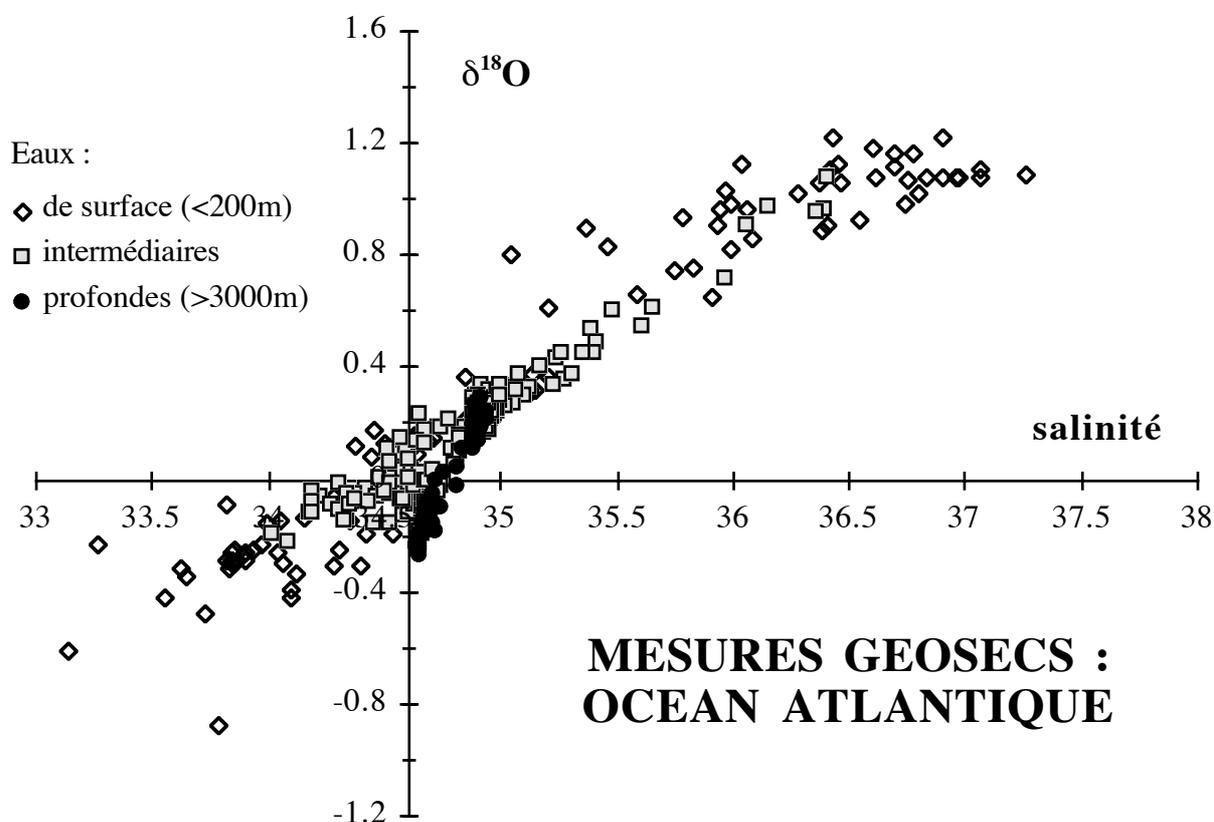 1.6
δ18O
1.2
Eaux :
de surface (<200m)
intermédiaires
profondes (>3000m)
0.8
0.4
salinité
33 33.5 34 35 35.5 36 36.5 37 37.5 38
-0.4
MESURES GEOSECS :
OCEAN ATLANTIQUE
-0.8
-1.2